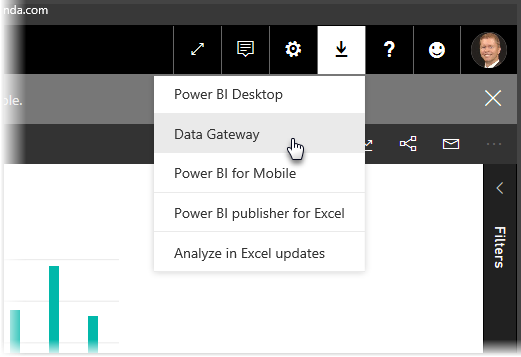 nda.com
?
ple.
Power BI Desktop
Data Gateway
Power BI for Mobile
Power BI publisher for Excel
Analyze in Excel updates
Filters